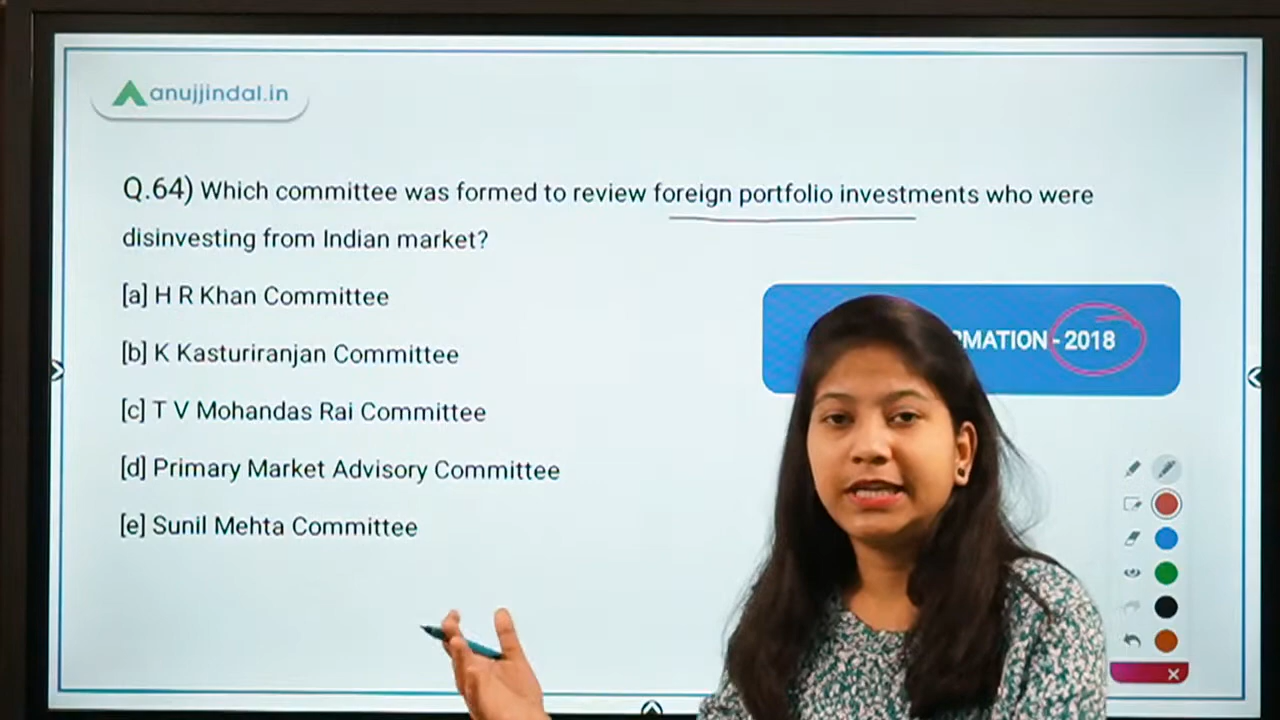 anujjindal.in
Q.64) Which committee was formed to review foreign portfolio investments who were
disinvesting from Indian market?
[a] H R Khan Committee
RMATION - 2018
[b] K Kasturiranjan Committee
[c] T V Mohandas Rai Committee
[d] Primary Market Advisory Committee
[e] Sunil Mehta Committee